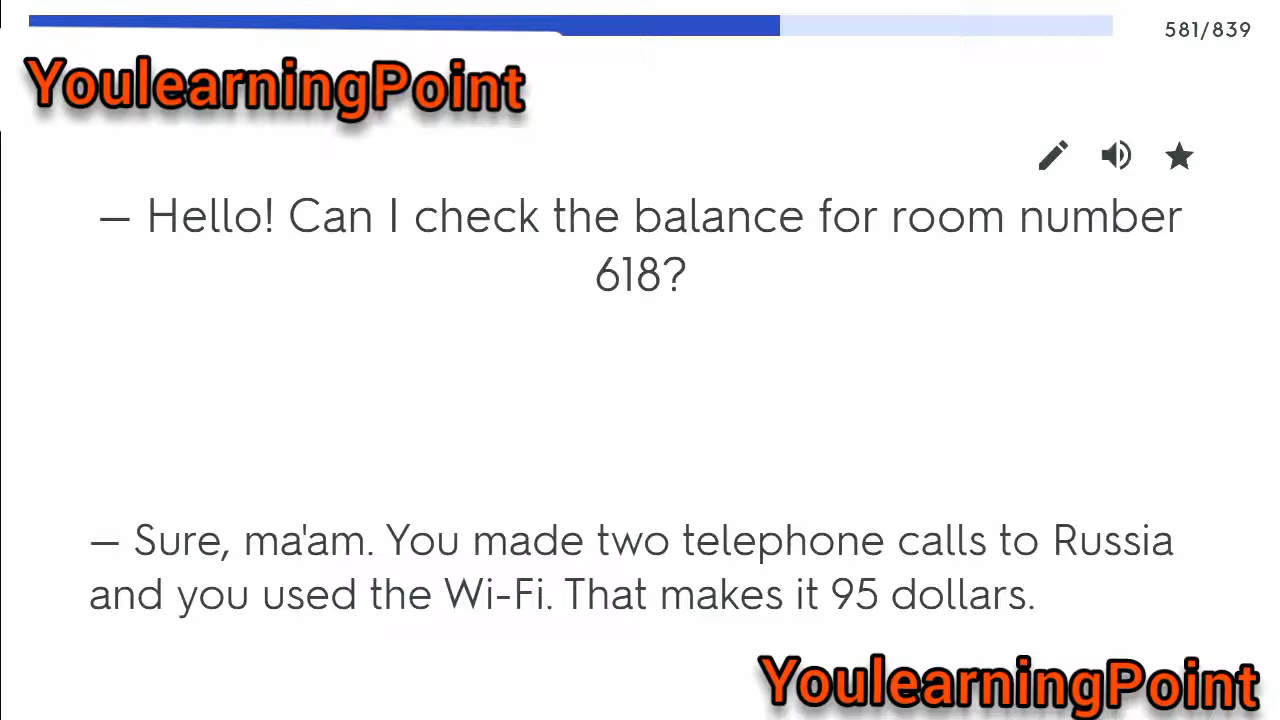 581/839
YoulearningPoint
— Hello! Can I check the balance for room number
618?
— Sure, ma'am. You made two telephone calls to Russia
and you used the Wi-Fi. That makes it 95 dollars.
YoulearningPoint